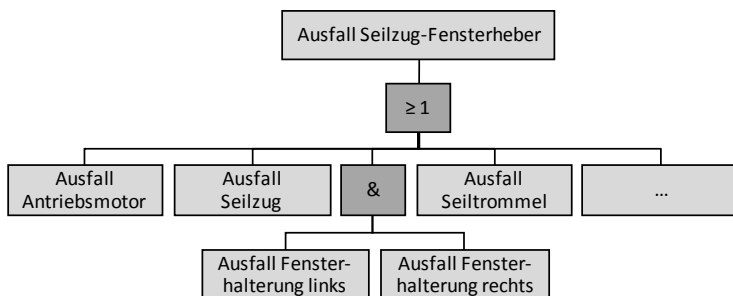 Ausfall Seilzug-Fensterheber
≥ 1
Ausfall
Antriebsmotor
Ausfall
Seilzug
&
Ausfall
Seiltrommel
...
Ausfall Fenster-
halterung links
Ausfall Fenster-
halterung rechts